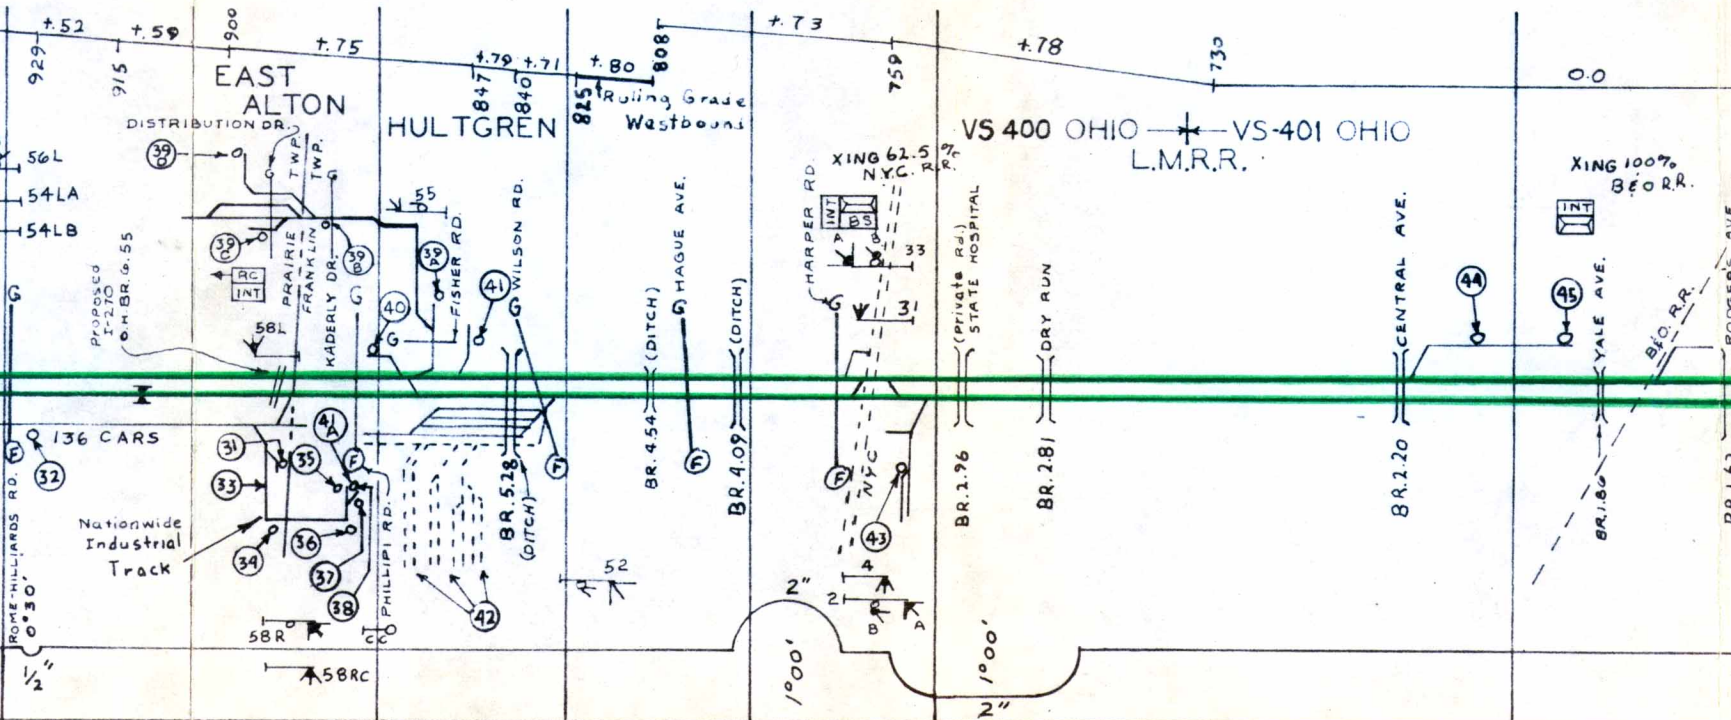 +.52
+.59
900
+.75
+.79
+.71
+.80
808
+.73
759
+.78
730
0.0
929
915
847
840
825
EAST
ALTON
HULTGREN
Ruling Grade
Westbound
VS 400 OHIO
VS-401 OHIO
L.M.R.R.
DISTRIBUTION DR.
TWP.
TWP.
PRAIRIE
FRANKLIN
56L
54LA
54LB
39
D
39
C
39
B
39
A
RC
INT
55
FISHER RD.
WILSON RD.
G
G
G
G
G
G
G
G
KADERLY DR.
PROPOSED
I-270
O.H. BR. 6.55
58L
40
41
(DITCH)
HAGUE AVE.
(DITCH)
HARPER RD.
XING 62.5 %
N.Y.C. R.R.
INT
BS
A
B
33
31
(Private Rd.)
STATE HOSPITAL
DRY RUN
CENTRAL AVE.
XING 100%
B&O R.R.
INT
44
45
YALE AVE.
B.&O. R.R.
136 CARS
32
F
ROME-HILLIARDS RD.
0°30'
1/2"
31
33
34
35
41
A
36
37
38
F
PHILLIPI RD.
Nationwide
Industrial
Track
58R
CC
58RC
42
BR. 5.28
(DITCH)
F
52
BR. 4.54
F
BR. 4.09
F
NYC
43
4
2
B
A
2"
1°00'
1°00'
2"
BR. 2.96
BR. 2.81
BR. 2.20
BR. 1.86